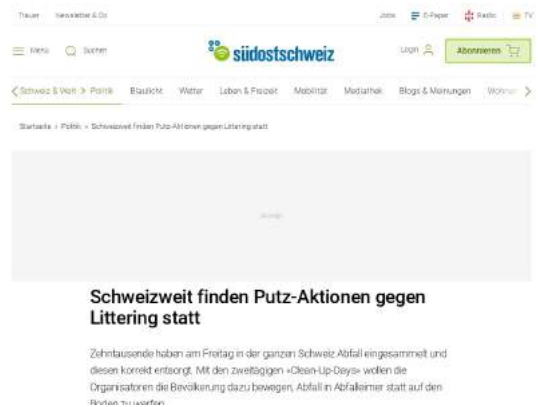 Trauer Newsletter & Co. Jobs E-Paper Radio TV
Menü Suchen südostschweiz Login Abonnieren
Schweiz & Welt > Politik Blaulicht Wetter Leben & Freizeit Mobilität Mediathek Blogs & Meinungen Wohnen
Startseite » Politik » Schweizweit finden Putz-Aktionen gegen Littering statt
Anzeige
Schweizweit finden Putz-Aktionen gegen
Littering statt
Zehntausende haben am Freitag in der ganzen Schweiz Abfall eingesammelt und
diesen korrekt entsorgt. Mit den zweitägigen «Clean-Up-Days» wollen die
Organisatoren die Bevölkerung dazu bewegen, Abfall in Abfalleimer statt auf den
Boden zu werfen.